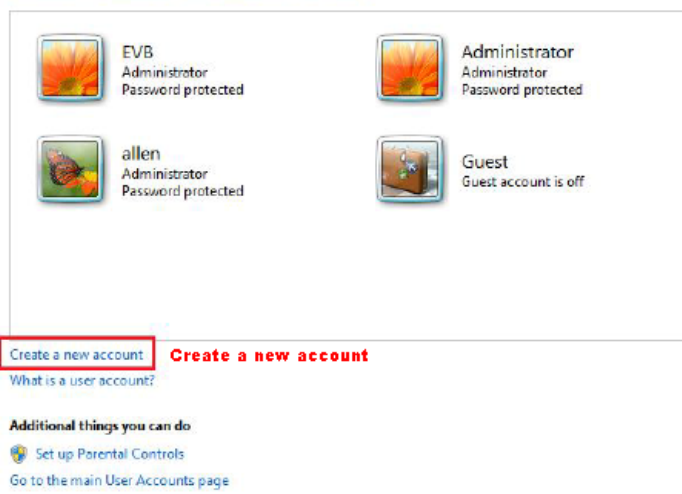 EVB
Administrator
Password protected
Administrator
Administrator
Password protected
allen
Administrator
Password protected
Guest
Guest account is off
Create a new account
Create a new account
What is a user account?
Additional things you can do
Set up Parental Controls
Go to the main User Accounts page